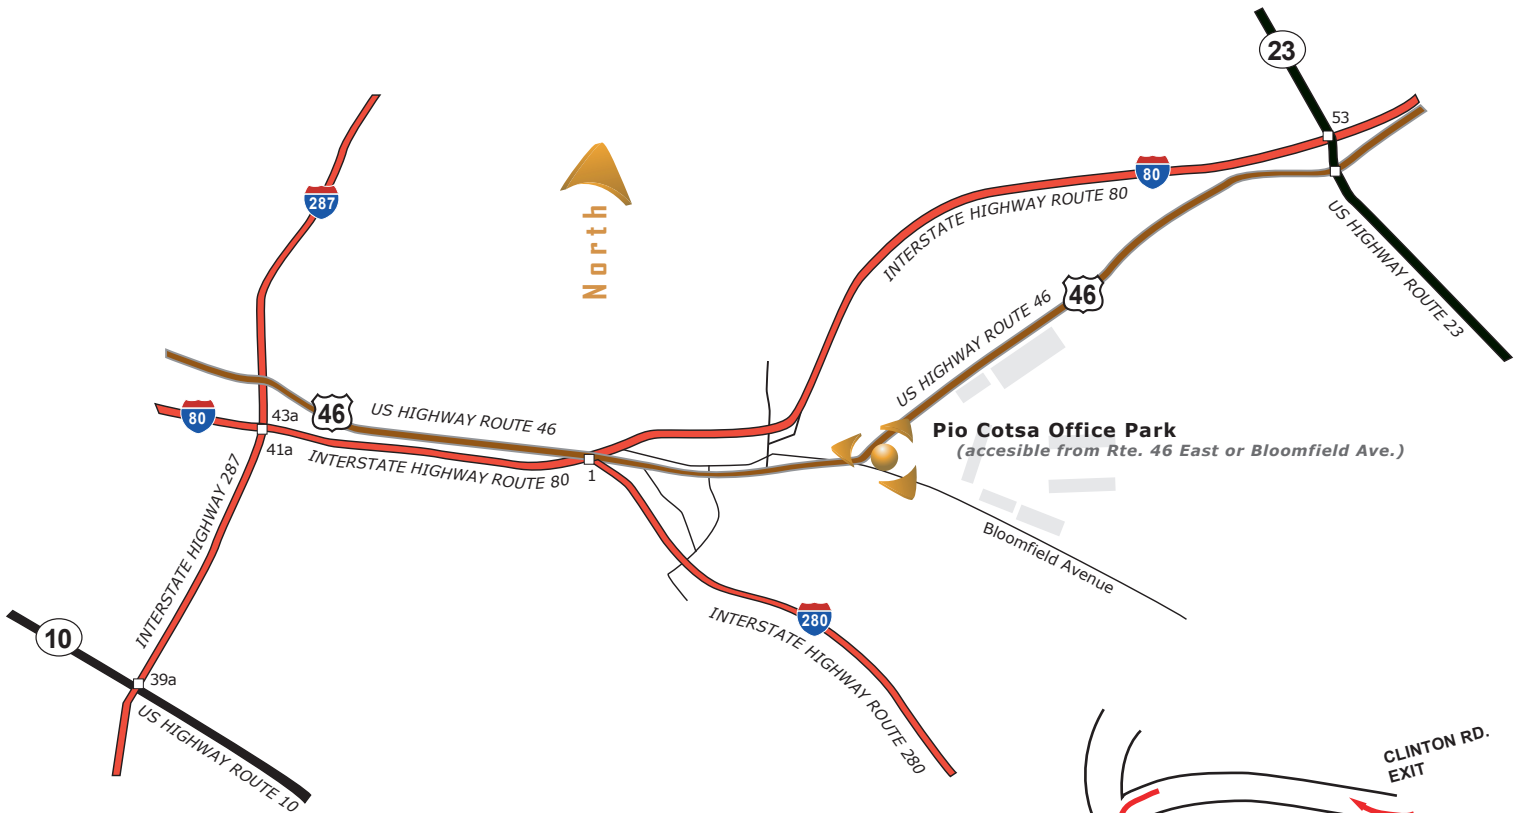 23
53
287
80
INTERSTATE HIGHWAY ROUTE 80
North
US HIGHWAY ROUTE 23
46
US HIGHWAY ROUTE 46
80
43a
46
US HIGHWAY ROUTE 46
41a
INTERSTATE HIGHWAY ROUTE 80
1
Pio Cotsa Office Park
(accesible from Rte. 46 East or Bloomfield Ave.)
INTERSTATE HIGHWAY 287
Bloomfield Avenue
10
39a
280
INTERSTATE HIGHWAY ROUTE 280
US HIGHWAY ROUTE 10
CLINTON RD.
EXIT